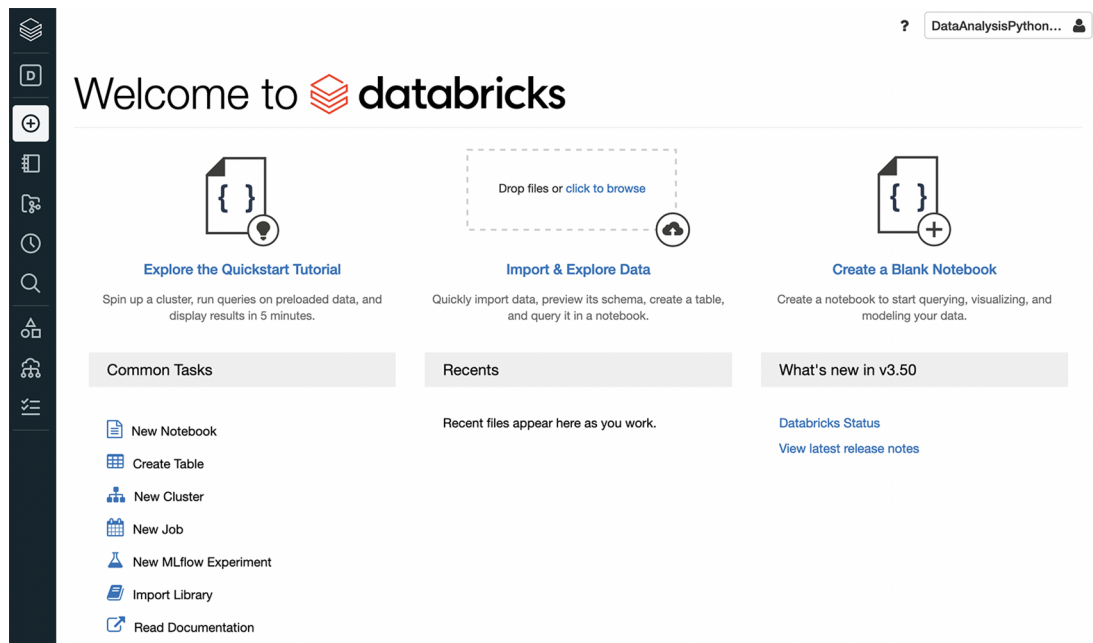 ?
DataAnalysisPython...
D
Welcome to databricks
{ }
Explore the Quickstart Tutorial
Spin up a cluster, run queries on preloaded data, and
display results in 5 minutes.
Drop files or click to browse
Import & Explore Data
Quickly import data, preview its schema, create a table,
and query it in a notebook.
{ }
Create a Blank Notebook
Create a notebook to start querying, visualizing, and
modeling your data.
Common Tasks
New Notebook
Create Table
New Cluster
New Job
New MLflow Experiment
Import Library
Read Documentation
Recents
Recent files appear here as you work.
What's new in v3.50
Databricks Status
View latest release notes